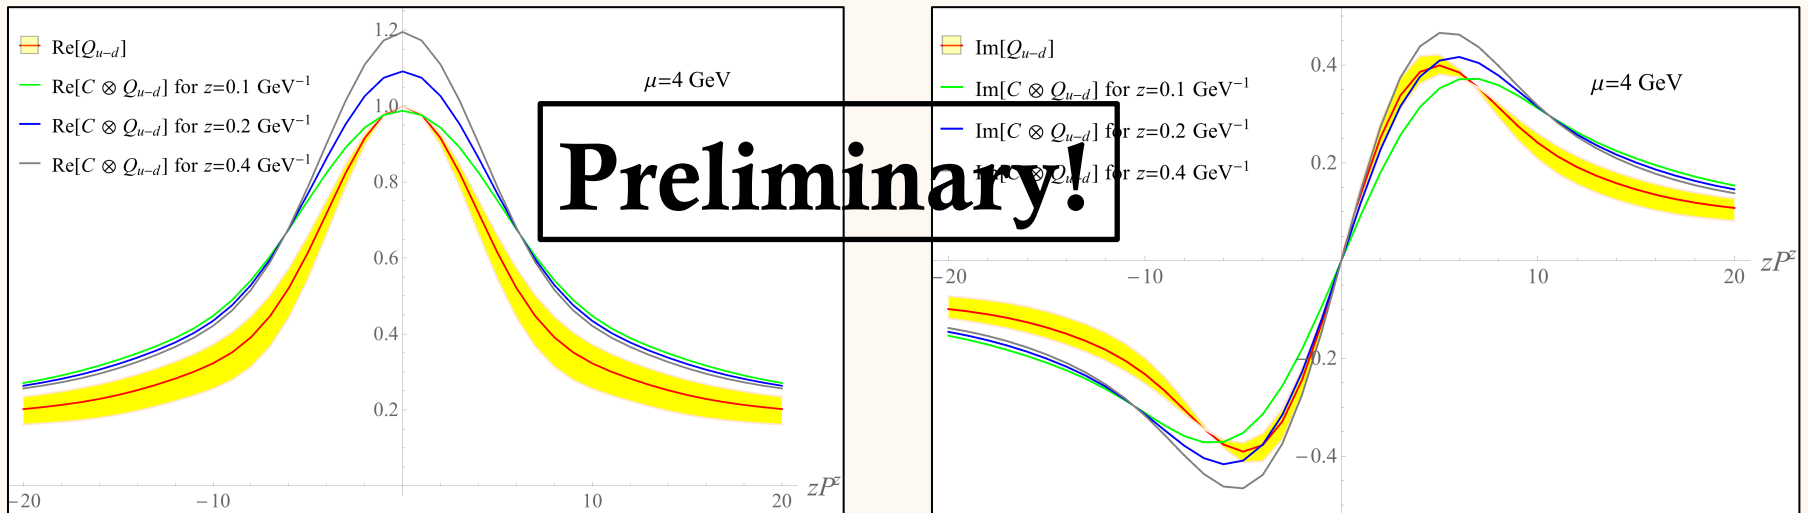 Re[Q_{u−d}]
Re[C ⊗ Q_{u−d}] for z=0.1 GeV⁻¹
Re[C ⊗ Q_{u−d}] for z=0.2 GeV⁻¹
Re[C ⊗ Q_{u−d}] for z=0.4 GeV⁻¹
μ=4 GeV
1.2
1.0
0.8
0.6
0.4
0.2
−20
−10
10
20
zP^z
Preliminary!
Im[Q_{u−d}]
Im[C ⊗ Q_{u−d}] for z=0.1 GeV⁻¹
Im[C ⊗ Q_{u−d}] for z=0.2 GeV⁻¹
Im[C ⊗ Q_{u−d}] for z=0.4 GeV⁻¹
μ=4 GeV
0.4
0.2
−20
−10
10
20
zP^z
−0.2
−0.4